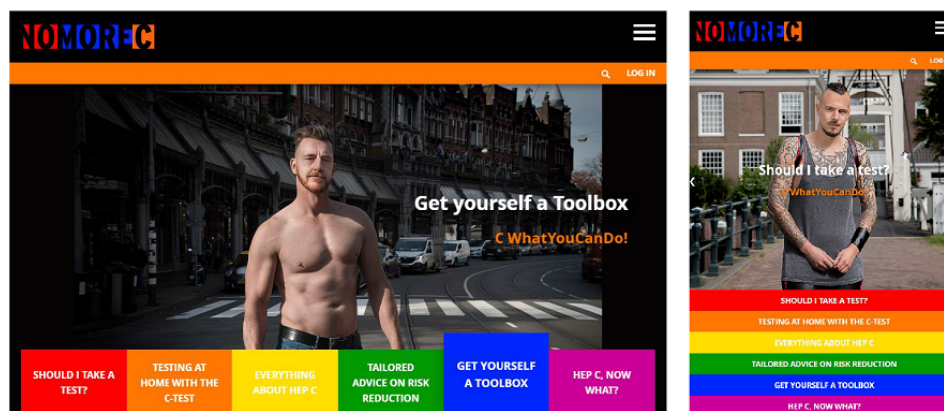 NOMOREC
LOG IN
Get yourself a Toolbox
C WhatYouCanDo!
SHOULD I TAKE A
TEST?
TESTING AT
HOME WITH THE
C-TEST
EVERYTHING
ABOUT HEP C
TAILORED
ADVICE ON RISK
REDUCTION
GET YOURSELF
A TOOLBOX
HEP C, NOW
WHAT?
NOMOREC
LOG
Should I take a test?
C WhatYouCanDo!
SHOULD I TAKE A TEST?
TESTING AT HOME WITH THE C-TEST
EVERYTHING ABOUT HEP C
TAILORED ADVICE ON RISK REDUCTION
GET YOURSELF A TOOLBOX
HEP C, NOW WHAT?